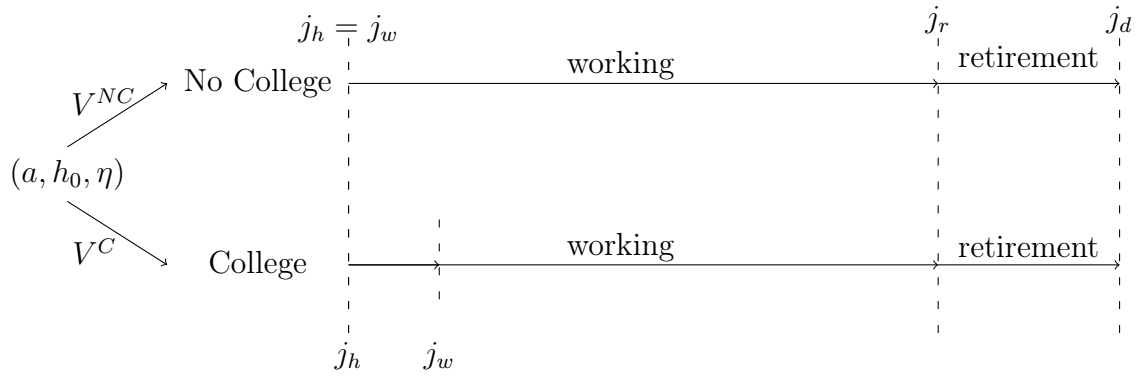 j_h = j_w j_r j_d
working retirement
No College
V^{NC}
(a, h_0, η)
V^C
College working retirement
j_h j_w